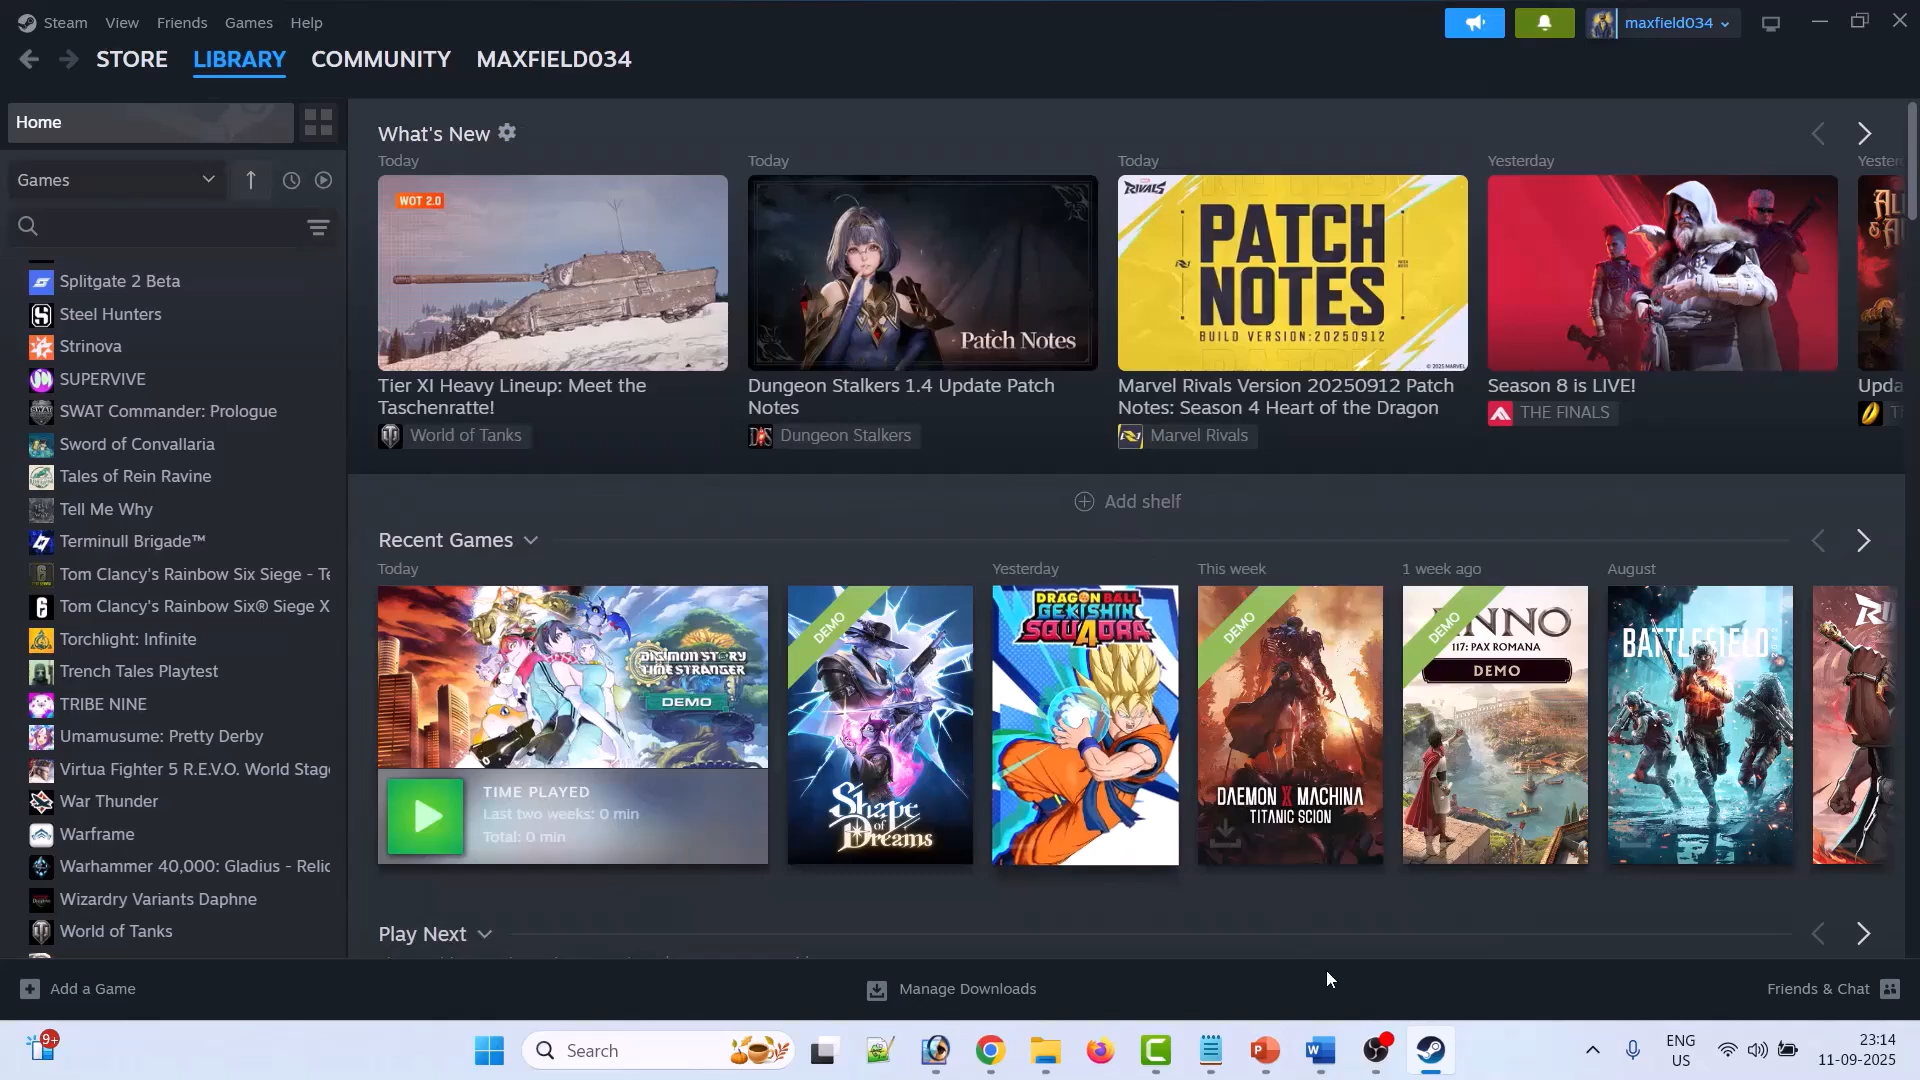 Steam View Friends Games Help
maxfield034
STORE LIBRARY COMMUNITY MAXFIELD034
Home
Games
Splitgate 2 Beta
Steel Hunters
Strinova
SUPERVIVE
SWAT Commander: Prologue
Sword of Convallaria
Tales of Rein Ravine
Tell Me Why
Terminull Brigade™
Tom Clancy's Rainbow Six Siege - Te
Tom Clancy's Rainbow Six® Siege X
Torchlight: Infinite
Trench Tales Playtest
TRIBE NINE
Umamusume: Pretty Derby
Virtua Fighter 5 R.E.V.O. World Stag
War Thunder
Warframe
Warhammer 40,000: Gladius - Relic
Wizardry Variants Daphne
World of Tanks
What's New
Today
WOT 2.0
Tier XI Heavy Lineup: Meet the
Taschenratte!
World of Tanks
Today
Patch Notes
Dungeon Stalkers 1.4 Update Patch
Notes
Dungeon Stalkers
Today
RIVALS
PATCH
NOTES
BUILD VERSION:20250912
Marvel Rivals Version 20250912 Patch
Notes: Season 4 Heart of the Dragon
Marvel Rivals
Yesterday
Season 8 is LIVE!
THE FINALS
Yester
Upda
Add shelf
Recent Games
Today
DIGIMON STORY
TIME STRANGER
DEMO
TIME PLAYED
Last two weeks: 0 min
Total: 0 min
DEMO
Shape
of
Dreams
Yesterday
DRAGON BALL
GEKISHIN
SQUADRA
This week
DEMO
DAEMON X MACHINA
TITANIC SCION
1 week ago
DEMO
ANNO
117: PAX ROMANA
DEMO
August
BATTLEFIELD
Play Next
Add a Game
Manage Downloads
Friends & Chat
9+
Search
ENG
US
23:14
11-09-2025